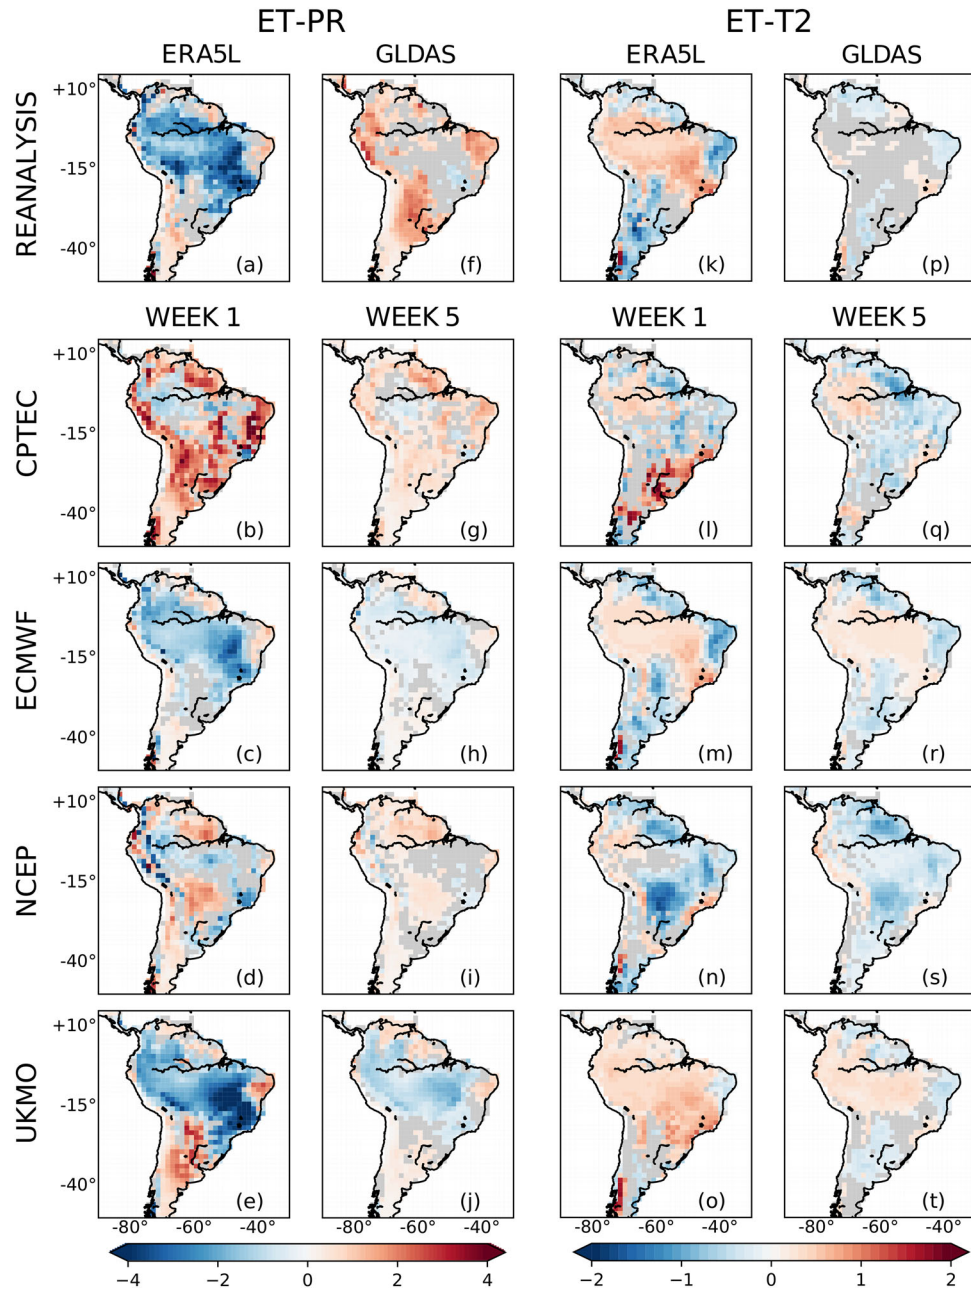 ET-PR ET-T2
ERA5L GLDAS ERA5L GLDAS
REANALYSIS
+10°
-15°
-40°
(a) (f) (k) (p)
WEEK 1 WEEK 5 WEEK 1 WEEK 5
CPTEC
+10°
-15°
-40°
(b) (g) (l) (q)
ECMWF
+10°
-15°
-40°
(c) (h) (m) (r)
NCEP
+10°
-15°
-40°
(d) (i) (n) (s)
UKMO
+10°
-15°
-40°
(e) (j) (o) (t)
-80° -60° -40° -80° -60° -40° -80° -60° -40° -80° -60° -40°
−4 −2 0 2 4 −2 −1 0 1 2